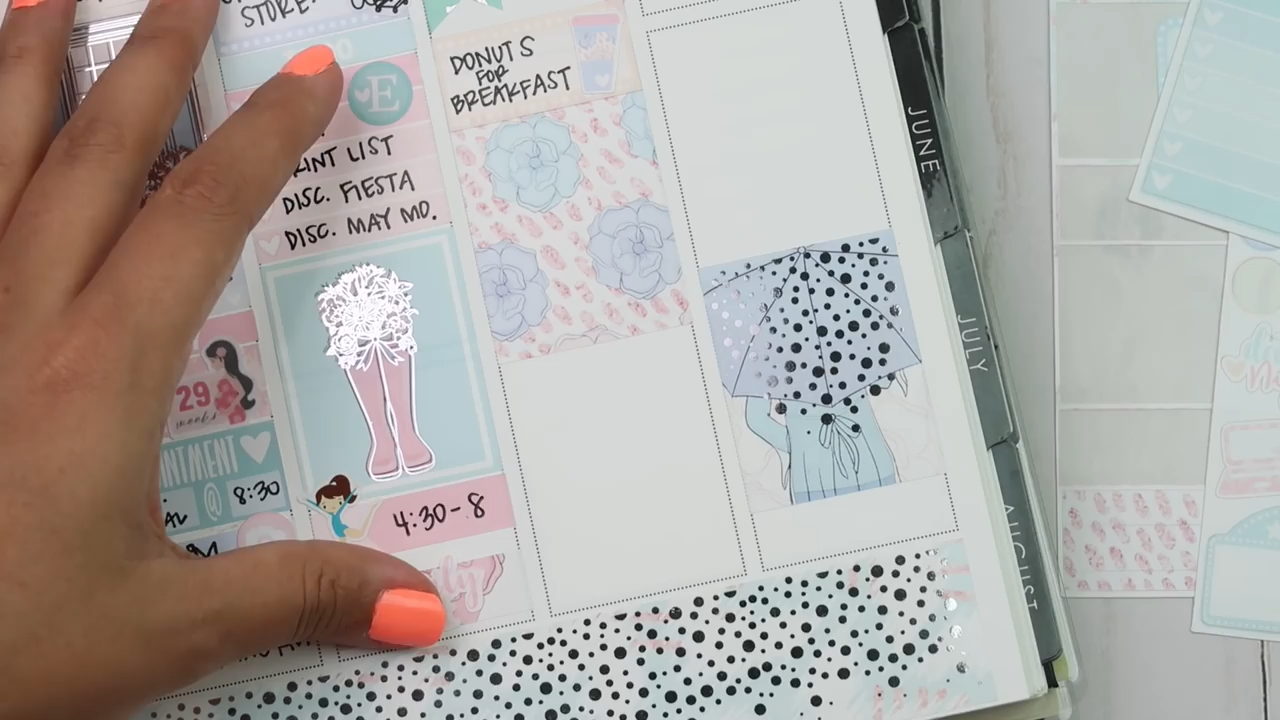 STORE!
E
PRINT LIST
DISC. FIESTA
DISC. MAY MO.
29
weeks
@ 8:30
4:30-8
DONUTS
FOR
BREAKFAST
JUNE
JULY
AUGUST